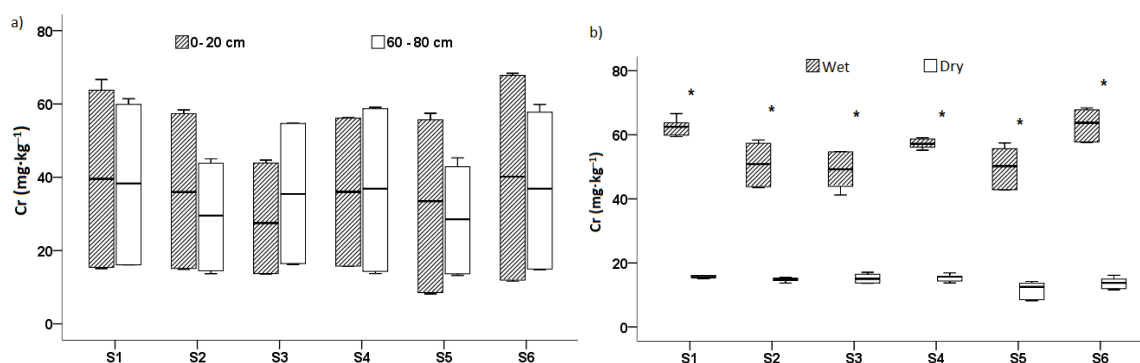 a)
0-20 cm
60-80 cm
Cr (mg·kg⁻¹)
80
60
40
20
0
S1 S2 S3 S4 S5 S6
b)
Wet
Dry
Cr (mg·kg⁻¹)
80
60
40
20
0
* * * * * *
S1 S2 S3 S4 S5 S6